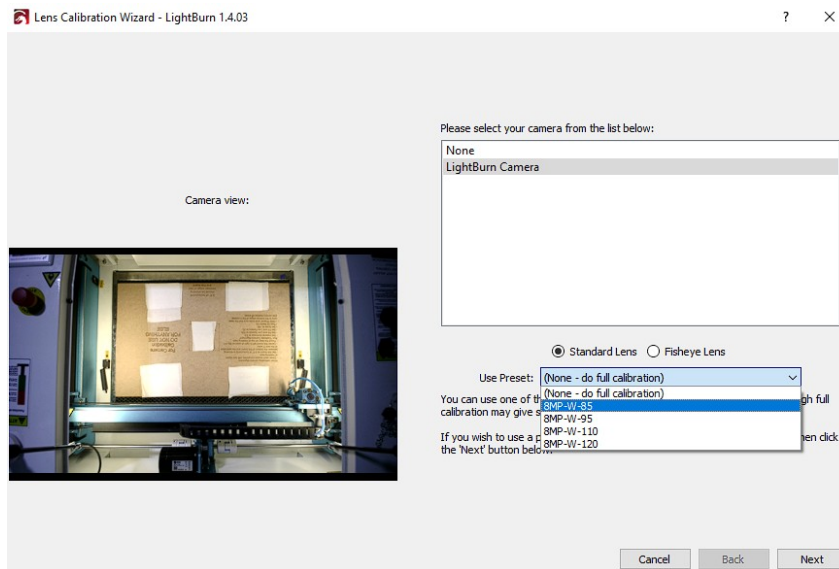 Lens Calibration Wizard - LightBurn 1.4.03
?
Please select your camera from the list below:
None
LightBurn Camera
Camera view:
Standard Lens
Fisheye Lens
Use Preset:
(None - do full calibration)
(None - do full calibration)
8MP-W-85
8MP-W-95
8MP-W-110
8MP-W-120
You can use one of th
gh full
calibration may give s
If you wish to use a p
hen click
the 'Next' button below.
Cancel
Back
Next